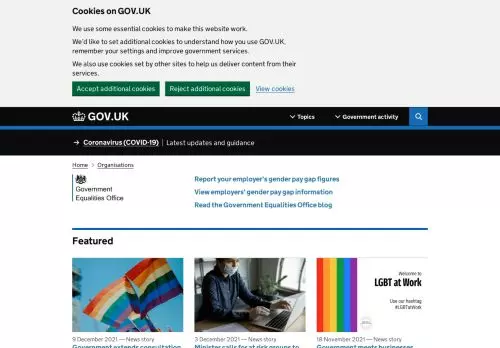 Cookies on GOV.UK
We use some essential cookies to make this website work.
We'd like to set additional cookies to understand how you use GOV.UK,
remember your settings and improve government services.
We also use cookies set by other sites to help us deliver content from their
services.
Accept additional cookies
Reject additional cookies
View cookies
GOV.UK
Topics
Government activity
→ Coronavirus (COVID-19) | Latest updates and guidance
Home > Organisations
Government
Equalities Office
Report your employer's gender pay gap figures
View employers' gender pay gap information
Read the Government Equalities Office blog
Featured
Welcome to
LGBT at Work
Use our hashtag
#LGBTatWork
9 December 2021 — News story
Government extends consultation
3 December 2021 — News story
Minister calls for at risk groups to
18 November 2021 — News story
Government meets businesses